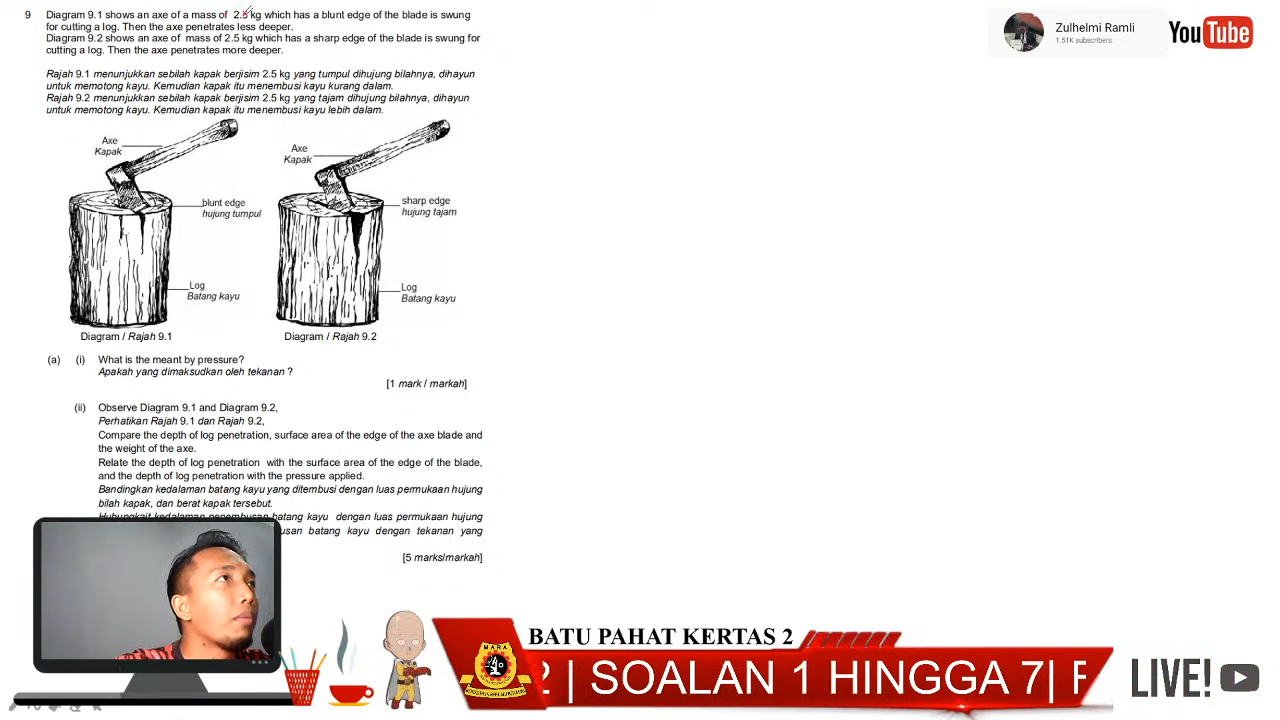 9 Diagram 9.1 shows an axe of a mass of 2.5 kg which has a blunt edge of the blade is swung
for cutting a log. Then the axe penetrates less deeper.
Diagram 9.2 shows an axe of mass of 2.5 kg which has a sharp edge of the blade is swung for
cutting a log. Then the axe penetrates more deeper.
Rajah 9.1 menunjukkan sebilah kapak berjisim 2.5 kg yang tumpul dihujung bilahnya, dihayun
untuk memotong kayu. Kemudian kapak itu menembusi kayu kurang dalam.
Rajah 9.2 menunjukkan sebilah kapak berjisim 2.5 kg yang tajam dihujung bilahnya, dihayun
untuk memotong kayu. Kemudian kapak itu menembusi kayu lebih dalam.
Axe
Kapak
blunt edge
hujung tumpul
Log
Batang kayu
Diagram / Rajah 9.1
Axe
Kapak
sharp edge
hujung tajam
Log
Batang kayu
Diagram / Rajah 9.2
(a) (i) What is the meant by pressure?
Apakah yang dimaksudkan oleh tekanan ?
[1 mark / markah]
(ii) Observe Diagram 9.1 and Diagram 9.2,
Perhatikan Rajah 9.1 dan Rajah 9.2,
Compare the depth of log penetration, surface area of the edge of the axe blade and
the weight of the axe.
Relate the depth of log penetration with the surface area of the edge of the blade,
and the depth of log penetration with the pressure applied.
Bandingkan kedalaman batang kayu yang ditembusi dengan luas permukaan hujung
bilah kapak, dan berat kapak tersebut.
Hubungkait kedalaman penembusan batang kayu dengan luas permukaan hujung
batang kayu dengan tekanan yang
[5 marks/markah]
Zulhelmi Ramli
1.51K subscribers
YouTube
MARA
BATU PAHAT KERTAS 2
2 | SOALAN 1 HINGGA 7|
LIVE!